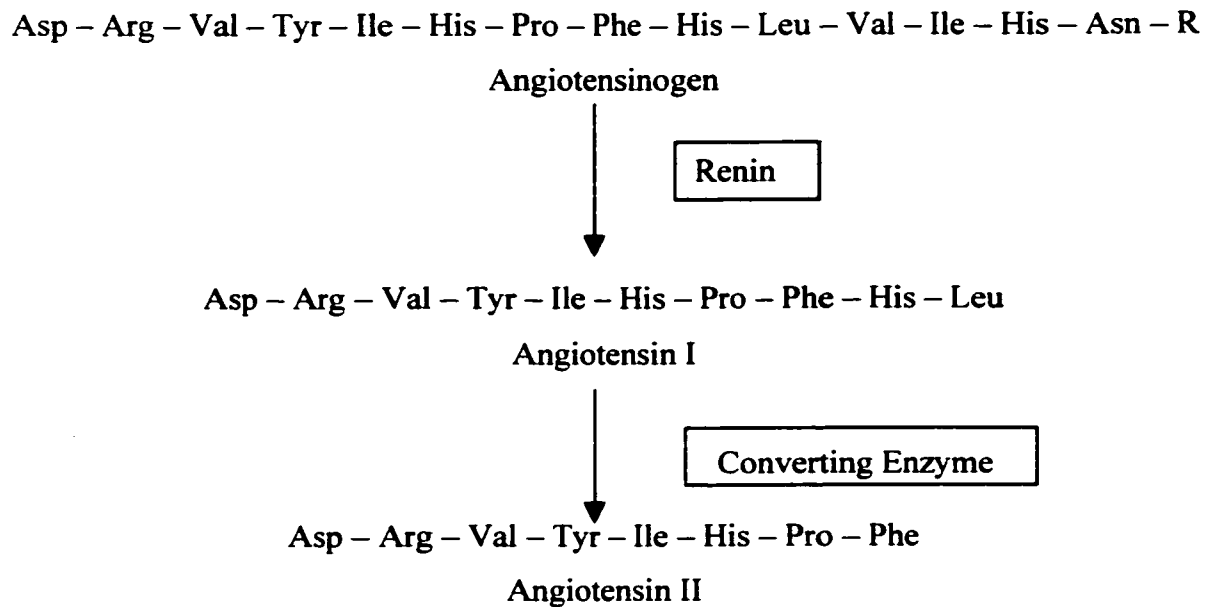 Asp – Arg – Val – Tyr – Ile – His – Pro – Phe – His – Leu – Val – Ile – His – Asn – R
Angiotensinogen
Renin
Asp – Arg – Val – Tyr – Ile – His – Pro – Phe – His – Leu
Angiotensin I
Converting Enzyme
Asp – Arg – Val – Tyr – Ile – His – Pro – Phe
Angiotensin II